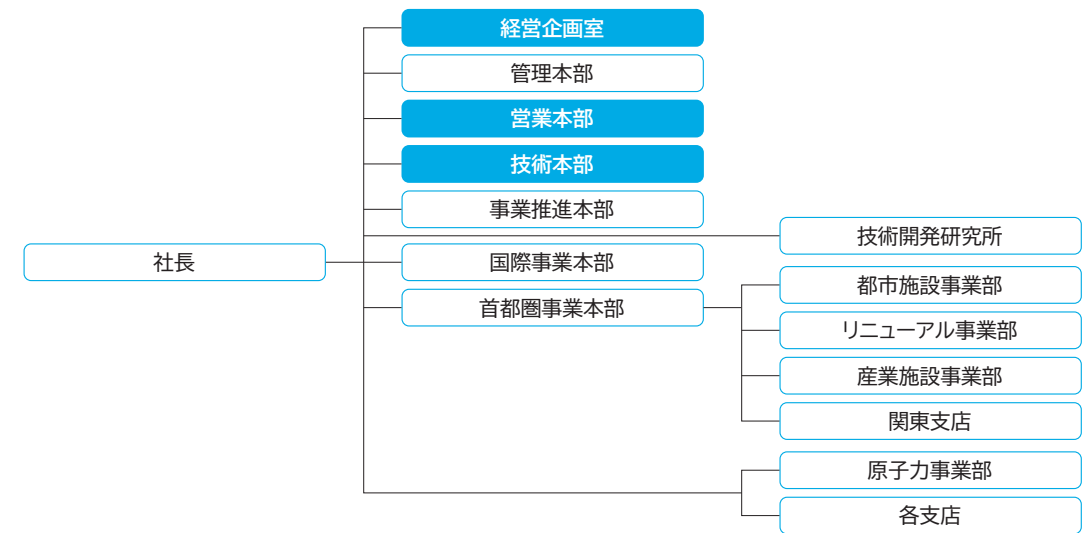 経営企画室
管理本部
営業本部
技術本部
事業推進本部
技術開発研究所
社長
国際事業本部
都市施設事業部
首都圏事業本部
リニューアル事業部
産業施設事業部
関東支店
原子力事業部
各支店